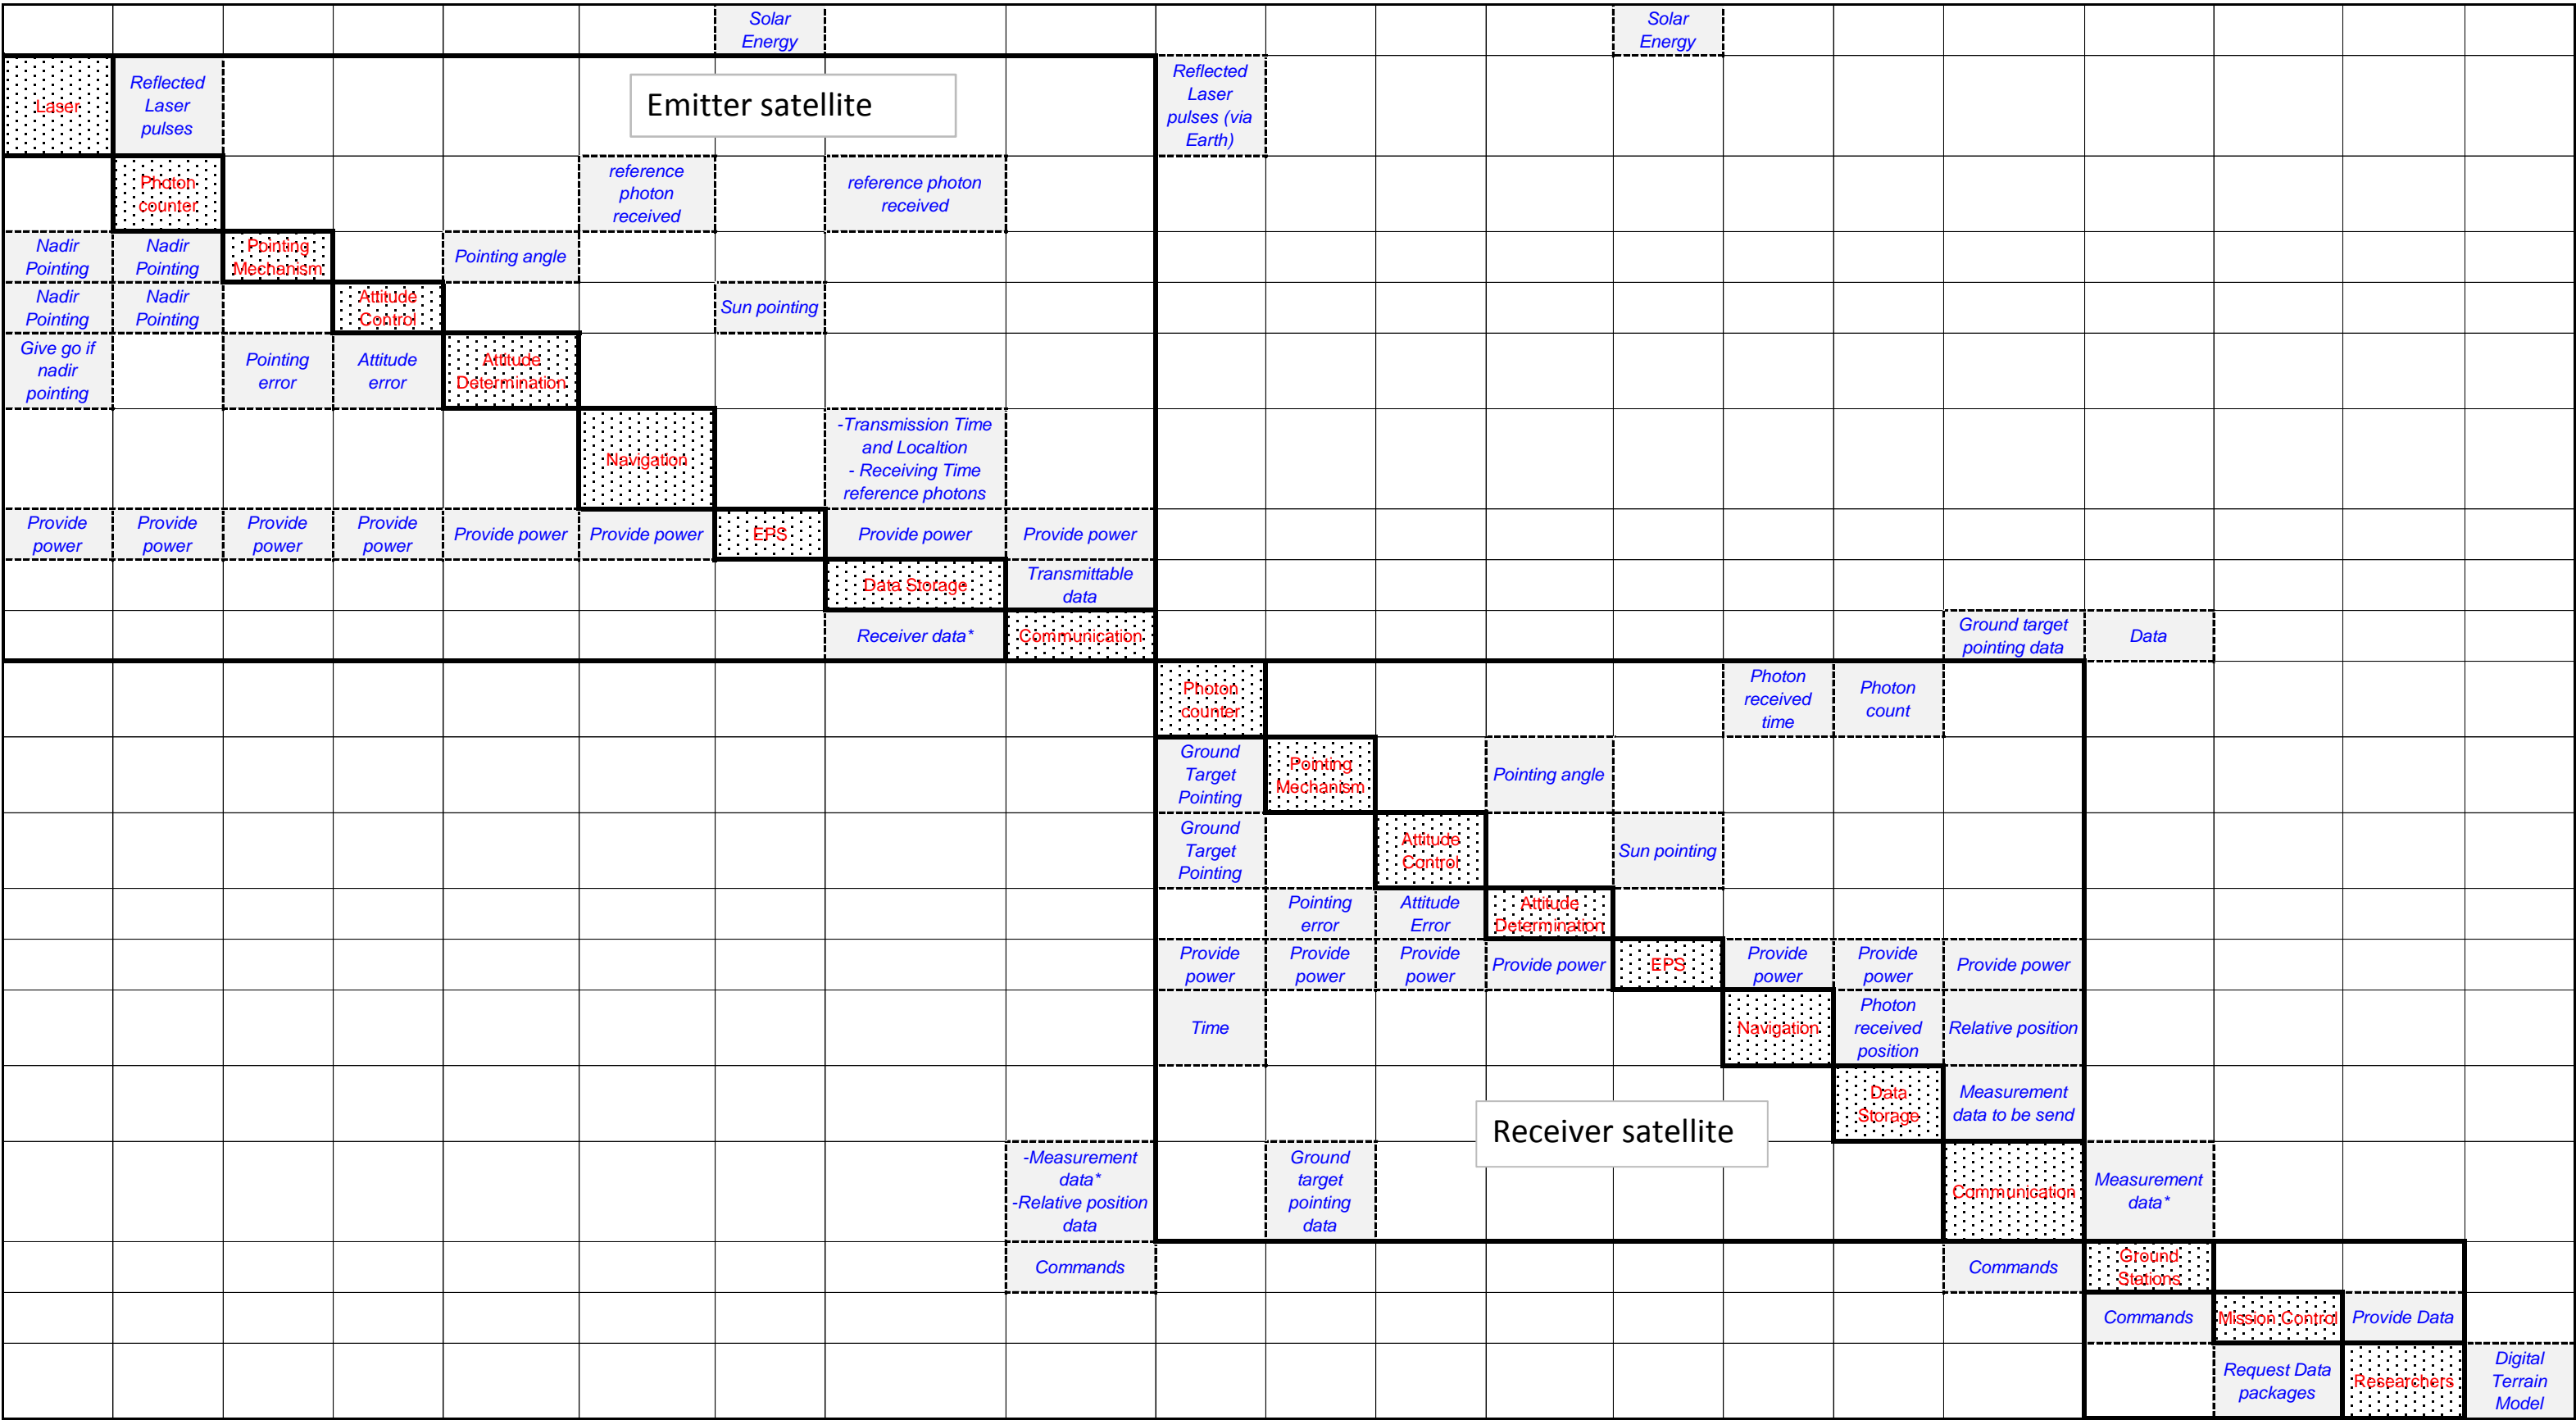 Solar
Energy
Solar
Energy
Laser
Reflected
Laser
pulses
Emitter satellite
Reflected
Laser
pulses (via
Earth)
Photon
counter
reference
photon
received
reference photon
received
Nadir
Pointing
Nadir
Pointing
Pointing
Mechanism
Pointing angle
Nadir
Pointing
Nadir
Pointing
Attitude
Control
Sun pointing
Give go if
nadir
pointing
Pointing
error
Attitude
error
Attitude
Determination
Navigation
-Transmission Time
and Localtion
- Receiving Time
reference photons
Provide
power
Provide
power
Provide
power
Provide
power
Provide power
Provide power
EPS
Provide power
Provide power
Data Storage
Transmittable
data
Receiver data*
Communication
Ground target
pointing data
Data
Photon
counter
Photon
received
time
Photon
count
Ground
Target
Pointing
Pointing
Mechanism
Pointing angle
Ground
Target
Pointing
Attitude
Control
Sun pointing
Pointing
error
Attitude
Error
Attitude
Determination
Provide
power
Provide
power
Provide
power
Provide power
EPS
Provide
power
Provide
power
Provide power
Time
Navigation
Photon
received
position
Relative position
Data
Storage
Measurement
data to be send
Receiver satellite
-Measurement
data*
-Relative position
data
Ground
target
pointing
data
Communication
Measurement
data*
Commands
Commands
Ground
Stations
Commands
Mission Control
Provide Data
Request Data
packages
Researchers
Digital
Terrain
Model